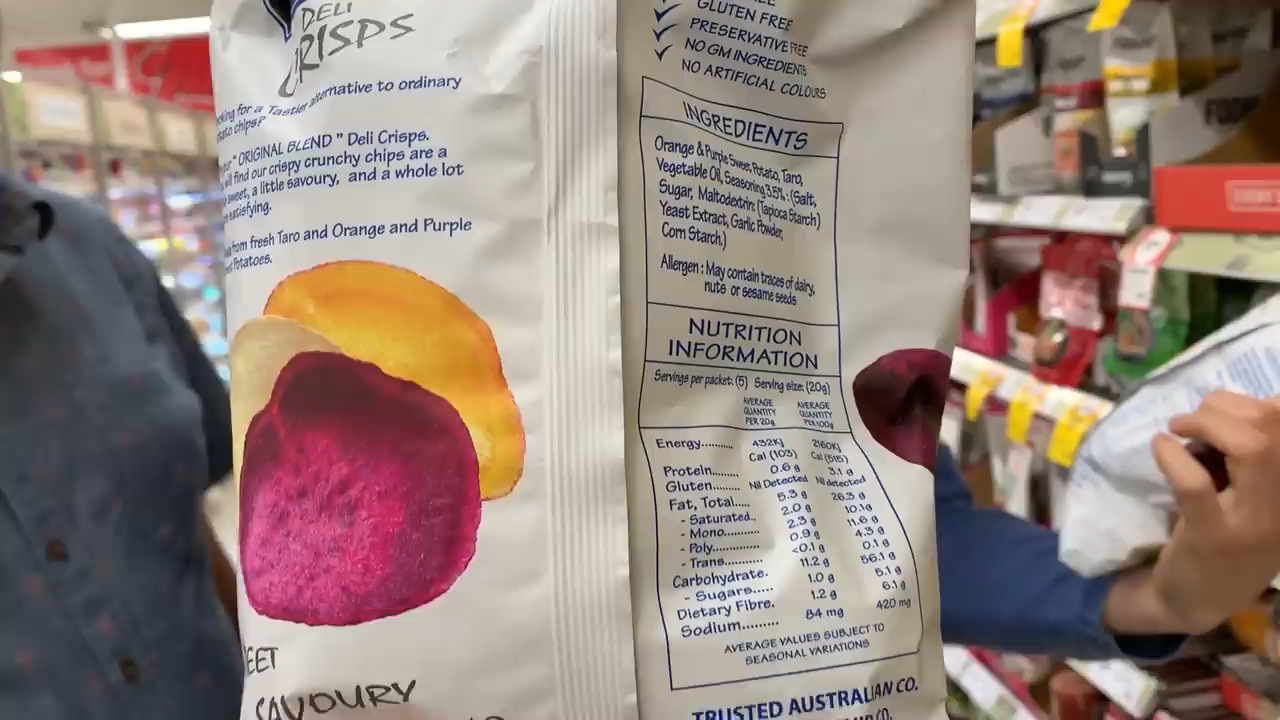 DELI
CRISPS
for a Tastier alternative to ordinary
chips?
"ORIGINAL BLEND" Deli Crisps.
find our crispy crunchy chips are a
sweet, a little savoury, and a whole lot
satisfying.
from fresh Taro and Orange and Purple
Potatoes.
SAVOURY
GLUTEN FREE
PRESERVATIVE FREE
NO GM INGREDIENTS
NO ARTIFICIAL COLOURS
INGREDIENTS
Orange & Purple Sweet Potato, Taro,
Vegetable Oil, Seasoning 3.5% : (Salt,
Sugar, Maltodextrin: (Tapioca Starch)
Yeast Extract, Garlic Powder,
Corn Starch.)
Allergen : May contain traces of dairy,
nuts or sesame seeds
NUTRITION
INFORMATION
Servings per packet: (5) Serving size: (20g)
AVERAGE QUANTITY PER 20g AVERAGE QUANTITY PER 100g
Energy.......... 432KJ 2160KJ
Cal (103) Cal (515)
Protein....... 0.6 g 3.1 g
Gluten........ Nil Detected Nil detected
Fat, Total..... 5.3 g 26.3 g
- Saturated.. 2.0 g 10.1g
- Mono........... 2.3 g 11.6 g
- Poly............. 0.9 g 4.3 g
- Trans........... <0.1 g 0.1 g
Carbohydrate. 11.2 g 56.1 g
- Sugars..... 1.0 g 5.1 g
Dietary Fibre. 1.2 g 6.1 g
Sodium......... 84 mg 420 mg
AVERAGE VALUES SUBJECT TO
SEASONAL VARIATIONS
TRUSTED AUSTRALIAN CO.